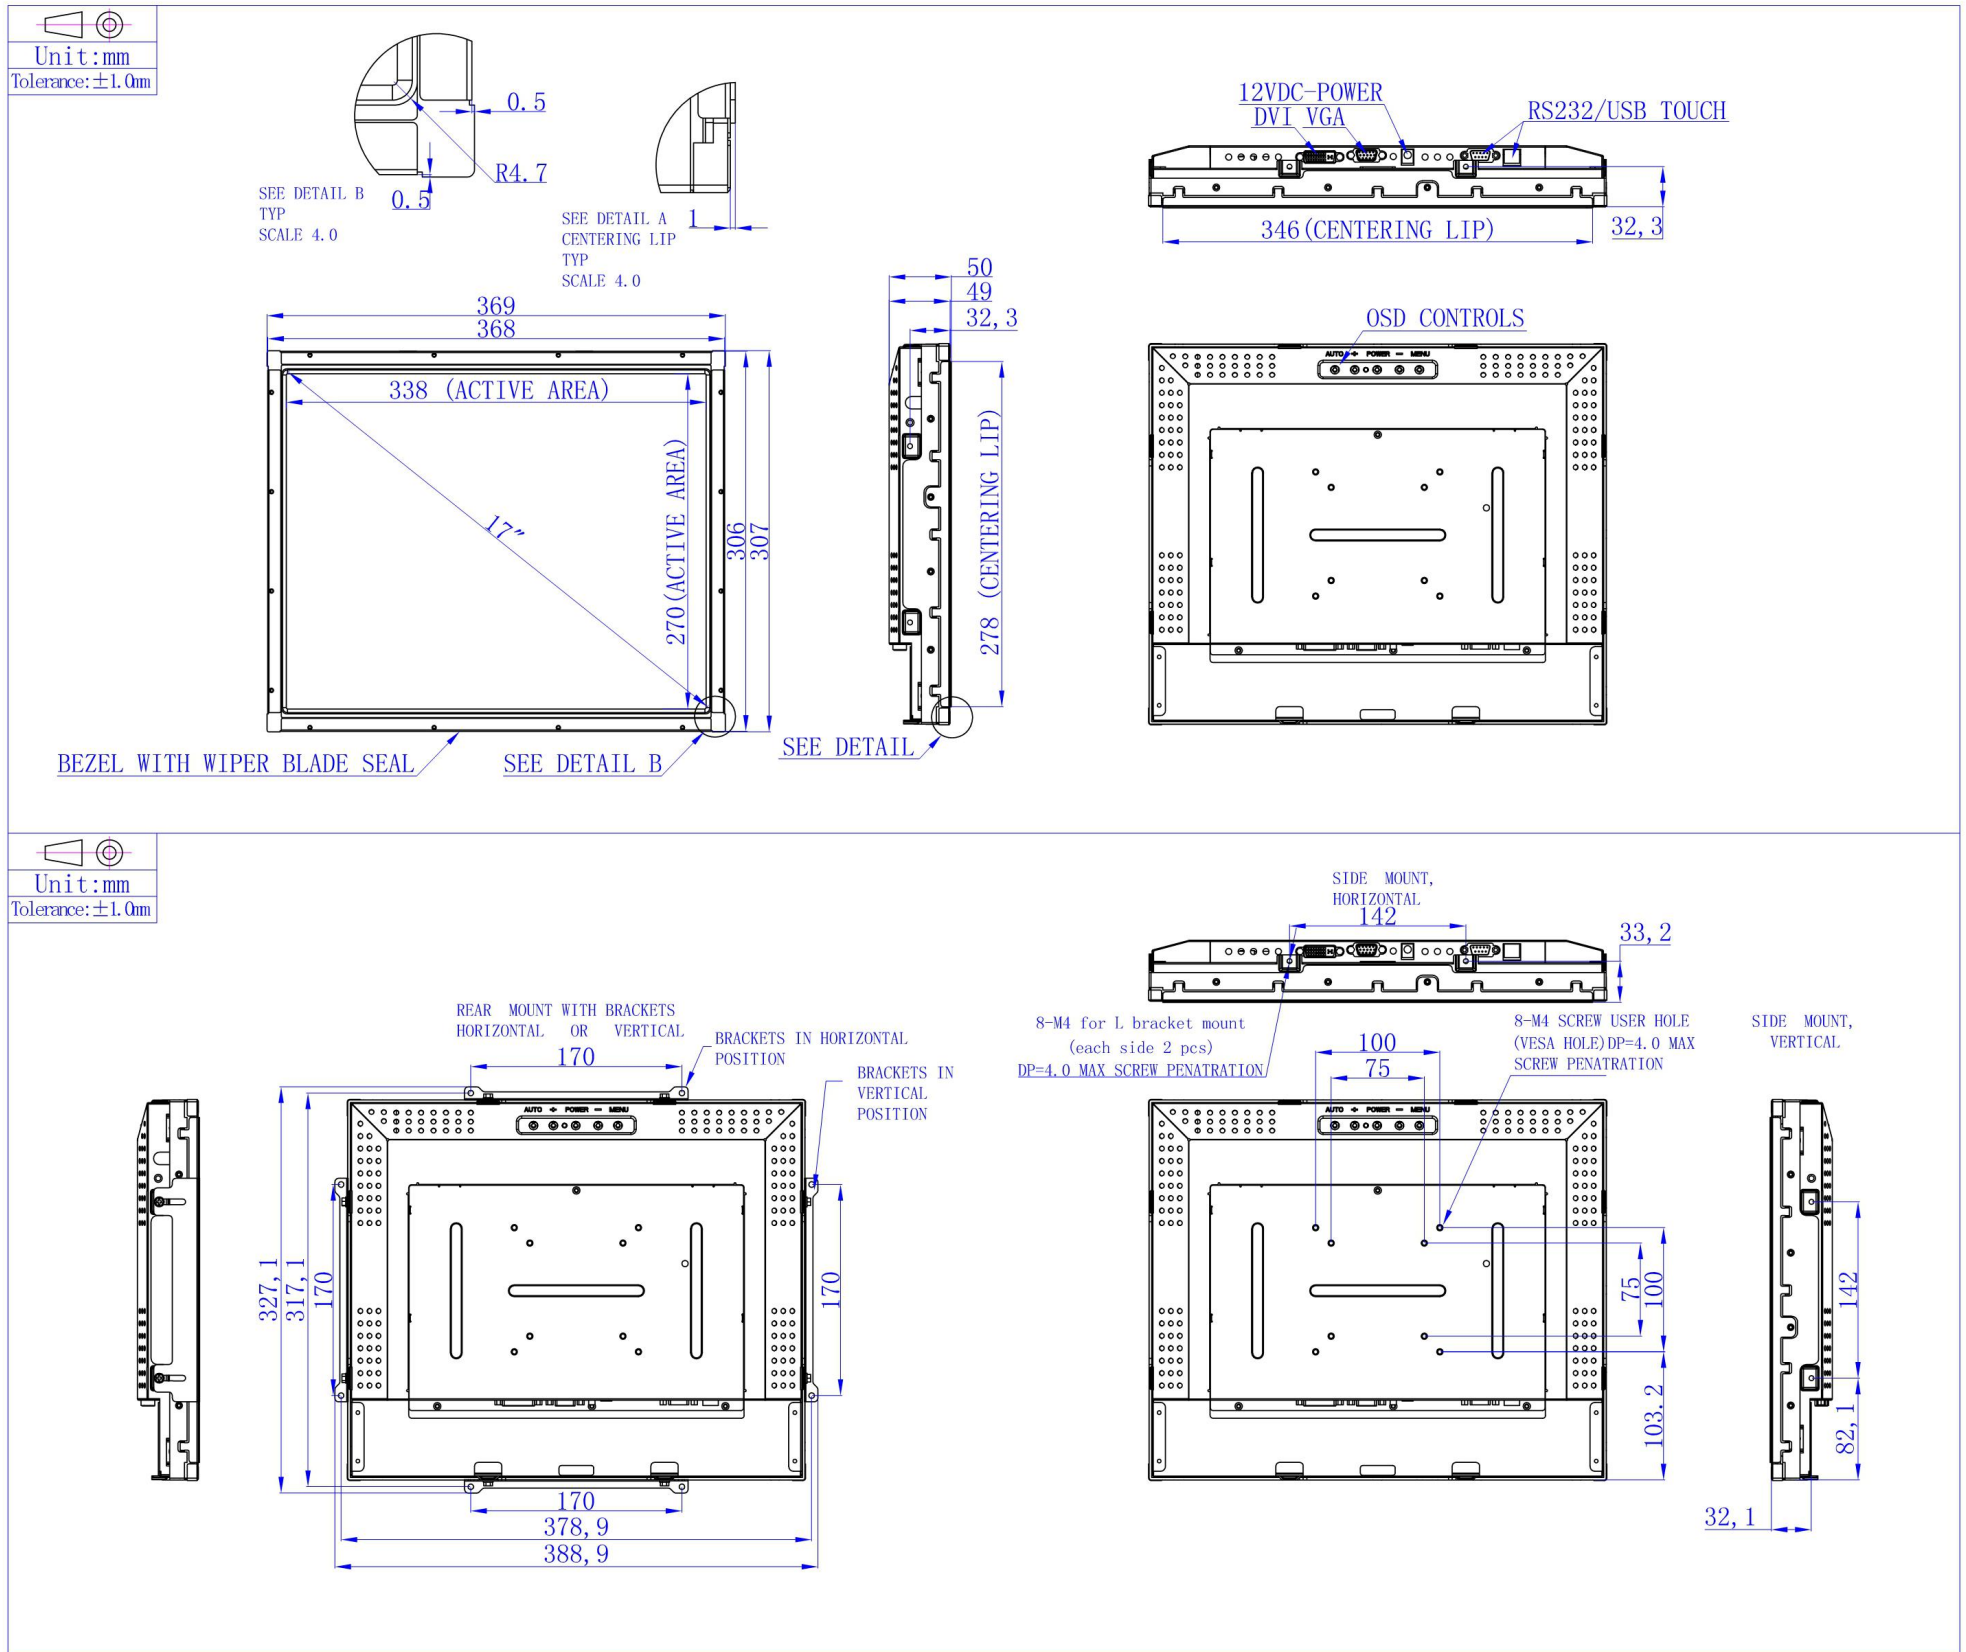 Unit:mm
Tolerance:±1.0mm
0.5
R4.7
0.5
SEE DETAIL B
TYP
SCALE 4.0
SEE DETAIL A
CENTERING LIP
TYP
SCALE 4.0
1
12VDC-POWER
DVI VGA
RS232/USB TOUCH
346(CENTERING LIP)
32,3
369
368
338 (ACTIVE AREA)
17″
270(ACTIVE AREA)
306
307
BEZEL WITH WIPER BLADE SEAL
SEE DETAIL B
50
49
32,3
278 (CENTERING LIP)
SEE DETAIL
OSD CONTROLS
AUTO + POWER - MENU
Unit:mm
Tolerance:±1.0mm
REAR MOUNT WITH BRACKETS
HORIZONTAL OR VERTICAL
170
BRACKETS IN HORIZONTAL
POSITION
BRACKETS IN
VERTICAL
POSITION
AUTO + POWER - MENU
327,1
317,1
170
170
170
378,9
388,9
SIDE MOUNT,
HORIZONTAL
142
33,2
8-M4 for L bracket mount
(each side 2 pcs)
DP=4.0 MAX SCREW PENATRATION
100
75
8-M4 SCREW USER HOLE
(VESA HOLE)DP=4.0 MAX
SCREW PENATRATION
SIDE MOUNT,
VERTICAL
AUTO + POWER - MENU
75
100
103.2
142
82,1
32,1